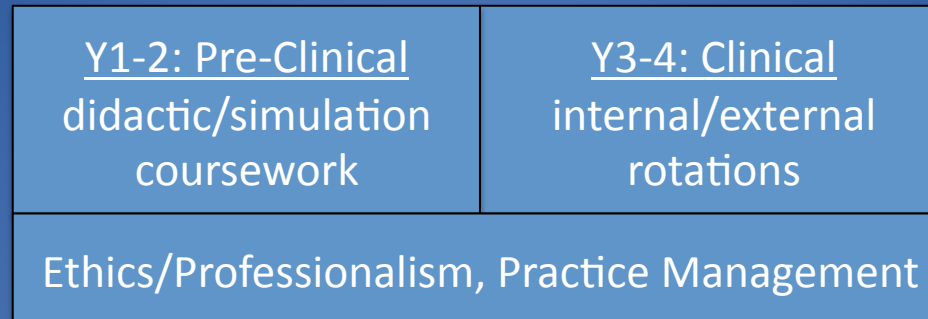 Y1-2: Pre-Clinical
didactic/simulation
coursework
Y3-4: Clinical
internal/external
rotations
Ethics/Professionalism, Practice Management